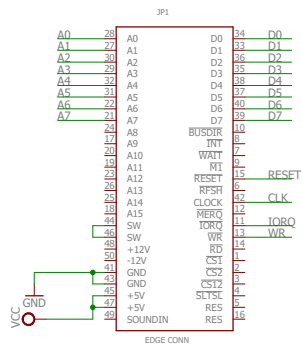 JP1
A0 28 A0 D0 34 D0
A1 27 A1 D1 33 D1
A2 30 A2 D2 36 D2
A3 29 A3 D3 35 D3
A4 32 A4 D4 38 D4
A5 31 A5 D5 37 D5
A6 22 A6 D6 40 D6
A7 21 A7 D7 39 D7
24 A8 BUSDIR 10
17 A9 INT 8
20 A10 WAIT 7
19 A11 M1 9
23 A12 RESET 15 RESET
26 A13 RFSH 6
25 A14 CLOCK 42 CLK
18 A15 MERQ 12
44 SW IORQ 11 IORQ
46 SW WR 13 WR
48 +12V RD 14
50 -12V CS1 1
41 GND CS2 2
43 GND CS12 3
45 +5V SLTSL 4
47 +5V RES 5
49 SOUNDIN RES 16
GND
VCC
EDGE CONN